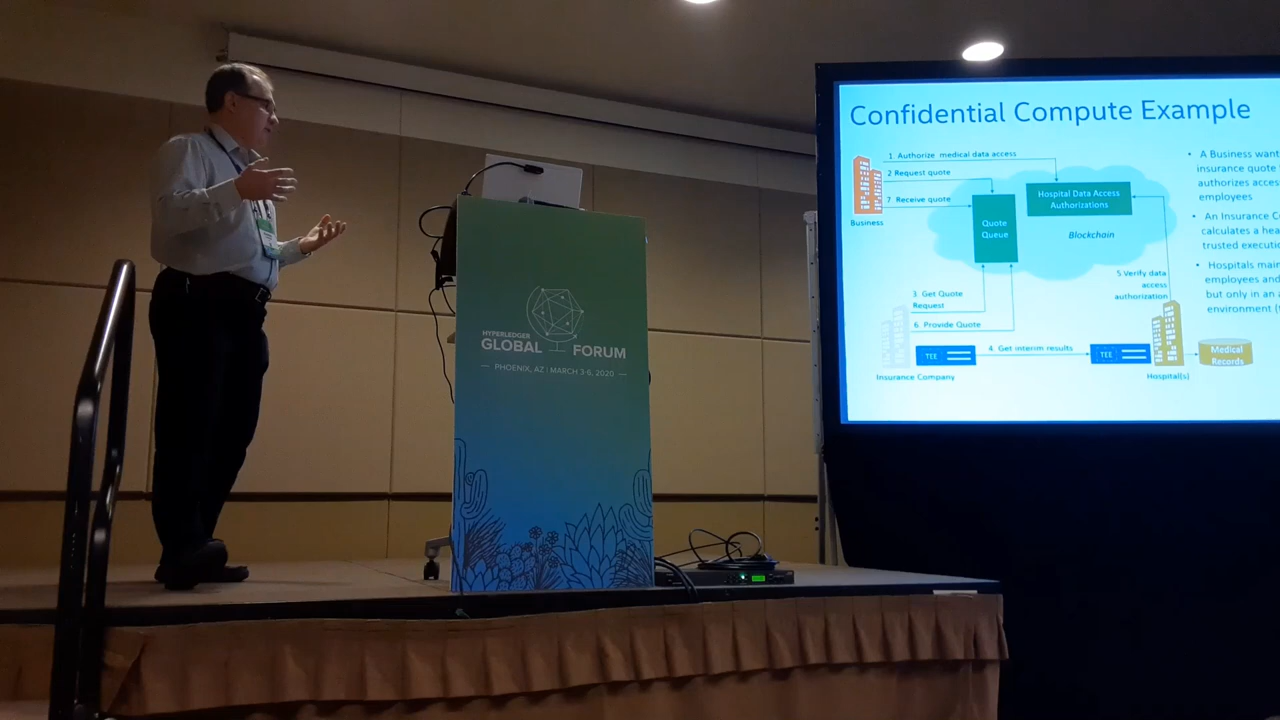 HYPERLEDGER
GLOBAL FORUM
PHOENIX, AZ | MARCH 3-6, 2020
Confidential Compute Example
1. Authorize medical data access
2 Request quote
7. Receive quote
Business
Quote
Queue
Hospital Data Access
Authorizations
Blockchain
5.Verify data
access
authorization
3. Get Quote
Request
6. Provide Quote
4. Get interim results
TEE
TEE
Insurance Company
Hospital(s)
Medical
Records
• A Business want
insurance quote
authorizes acces
employees
• An Insurance C
calculates a hea
trusted executi
• Hospitals main
employees and
but only in an
environment (